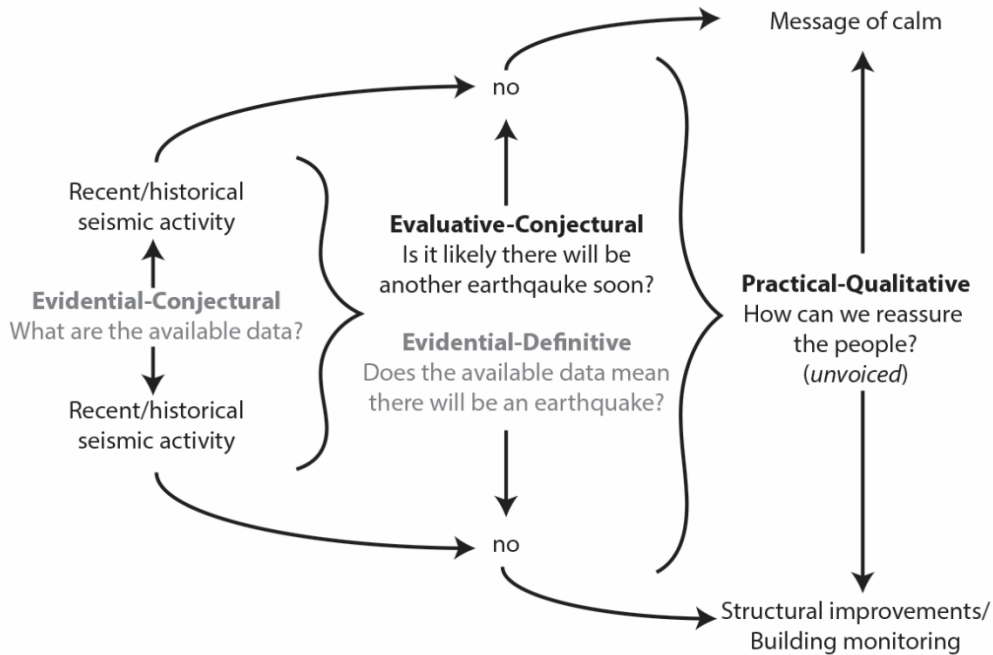 Message of calm
no
Recent/historical
seismic activity
Evaluative-Conjectural
Is it likely there will be
another earthqauke soon?
Evidential-Conjectural
What are the available data?
Practical-Qualitative
How can we reassure
the people?
(unvoiced)
Evidential-Definitive
Does the available data mean
there will be an earthquake?
Recent/historical
seismic activity
no
Structural improvements/
Building monitoring